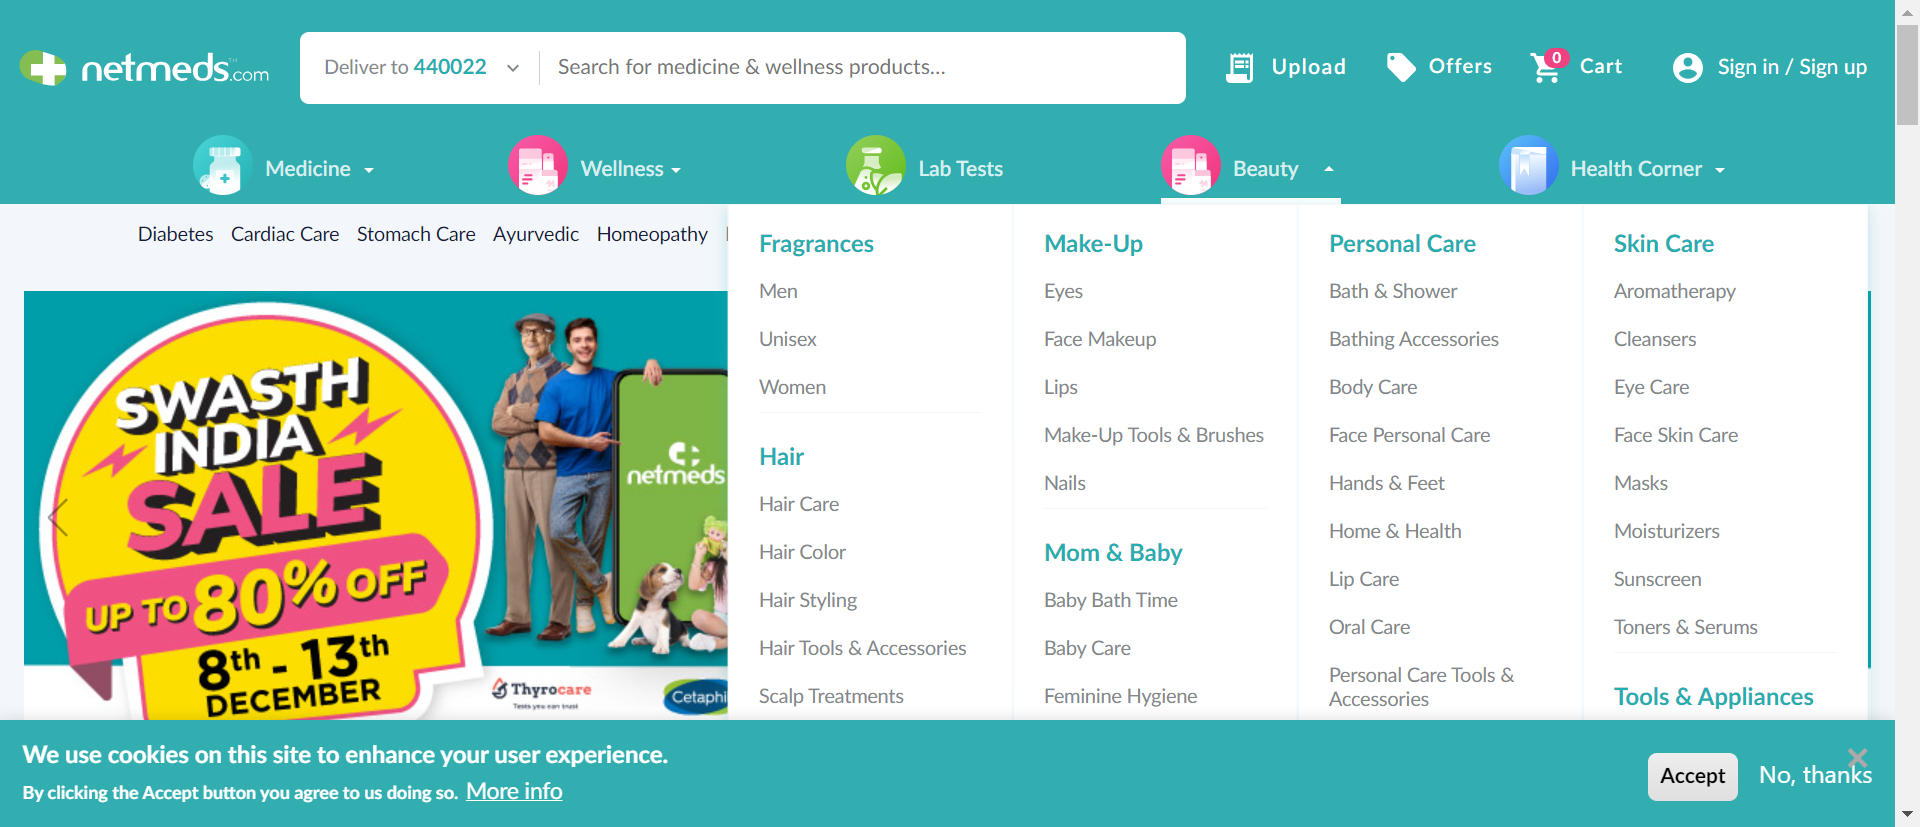 netmeds.com
Deliver to 440022
Search for medicine & wellness products...
Upload
Offers
0
Cart
Sign in / Sign up
Medicine
Wellness
Lab Tests
Beauty
Health Corner
Diabetes
Cardiac Care
Stomach Care
Ayurvedic
Homeopathy
Fragrances
Men
Unisex
Women
Hair
Hair Care
Hair Color
Hair Styling
Hair Tools & Accessories
Scalp Treatments
Make-Up
Eyes
Face Makeup
Lips
Make-Up Tools & Brushes
Nails
Mom & Baby
Baby Bath Time
Baby Care
Feminine Hygiene
Personal Care
Bath & Shower
Bathing Accessories
Body Care
Face Personal Care
Hands & Feet
Home & Health
Lip Care
Oral Care
Personal Care Tools &
Accessories
Skin Care
Aromatherapy
Cleansers
Eye Care
Face Skin Care
Masks
Moisturizers
Sunscreen
Toners & Serums
Tools & Appliances
SWASTH
INDIA
SALE
UP TO 80% OFF
8th - 13th
DECEMBER
netmeds
Thyrocare
Tests you can trust
Cetaphi
We use cookies on this site to enhance your user experience.
By clicking the Accept button you agree to us doing so. More info
Accept
No, thanks